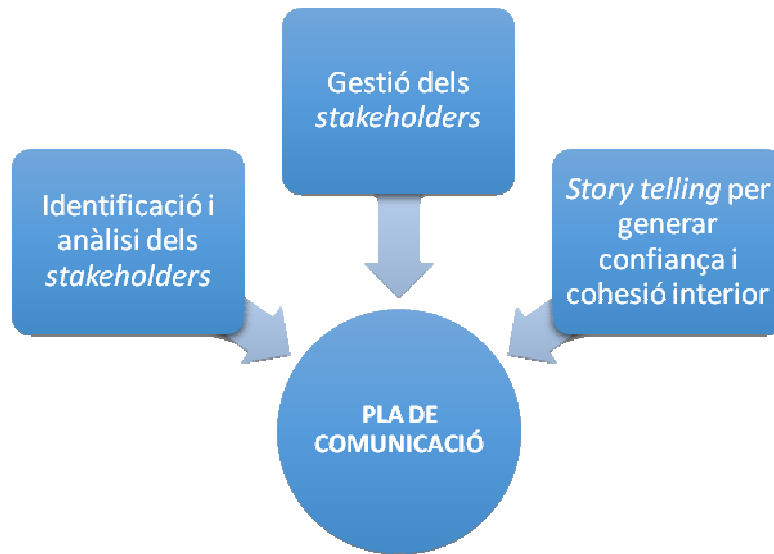 Gestió dels
stakeholders
Identificació i
anàlisi dels
stakeholders
Story telling per
generar
confiança i
cohesió interior
PLA DE
COMUNICACIÓ